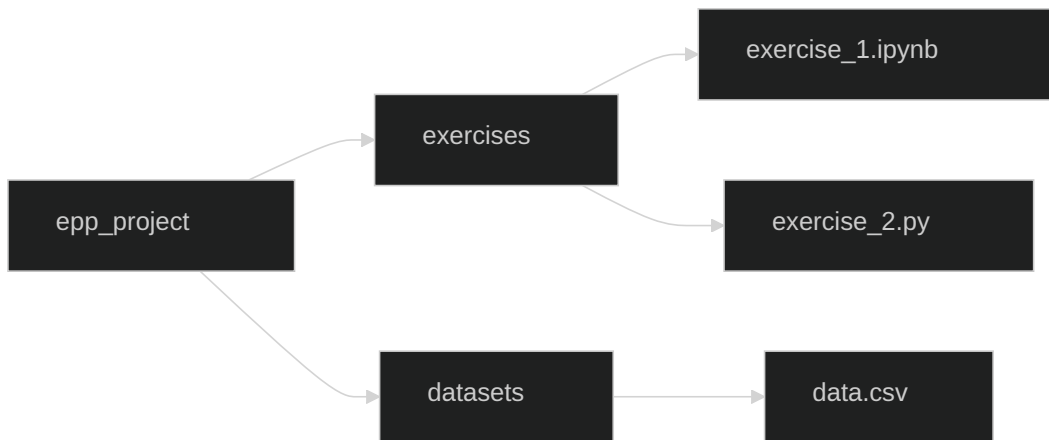 exercise_1.ipynb
exercises
epp_project
exercise_2.py
datasets
data.csv